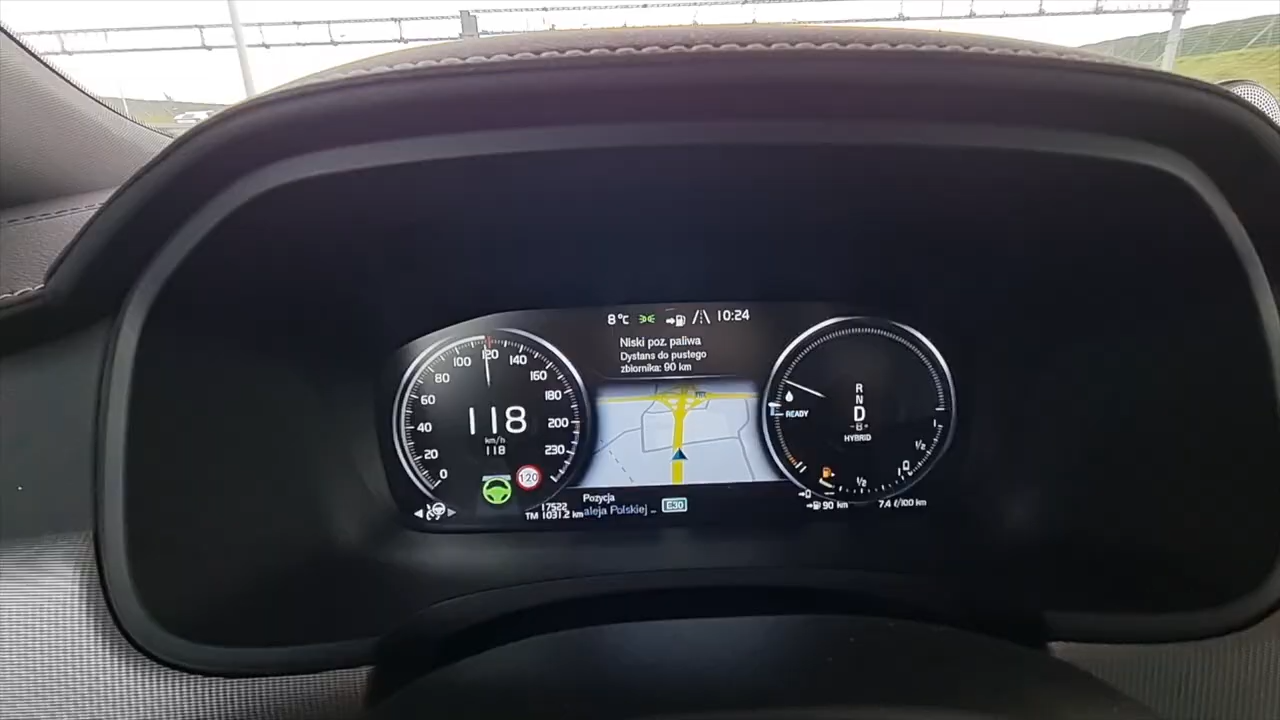 8°C 10:24
Niski poz. paliwa
Dystans do pustego
zbiornika: 90 km
0
20
40
60
80
100
120
140
160
180
200
230
118
km/h
118
120
17522
TM 1031.2 km
Pozycja
aleja Polskiej ...
E30
R
N
D
-B-
HYBRID
READY
1
½
0
½
90 km
7.4 l/100 km